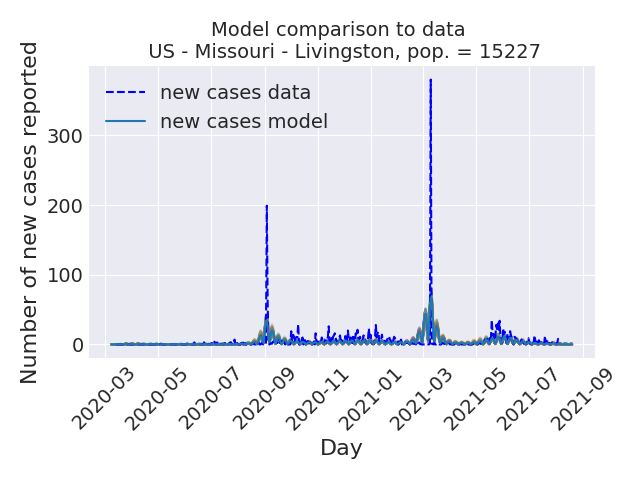 Model comparison to data
US - Missouri - Livingston, pop. = 15227
Number of new cases reported
new cases data
new cases model
300
200
100
0
2020-03
2020-05
2020-07
2020-09
2020-11
2021-01
2021-03
2021-05
2021-07
2021-09
Day